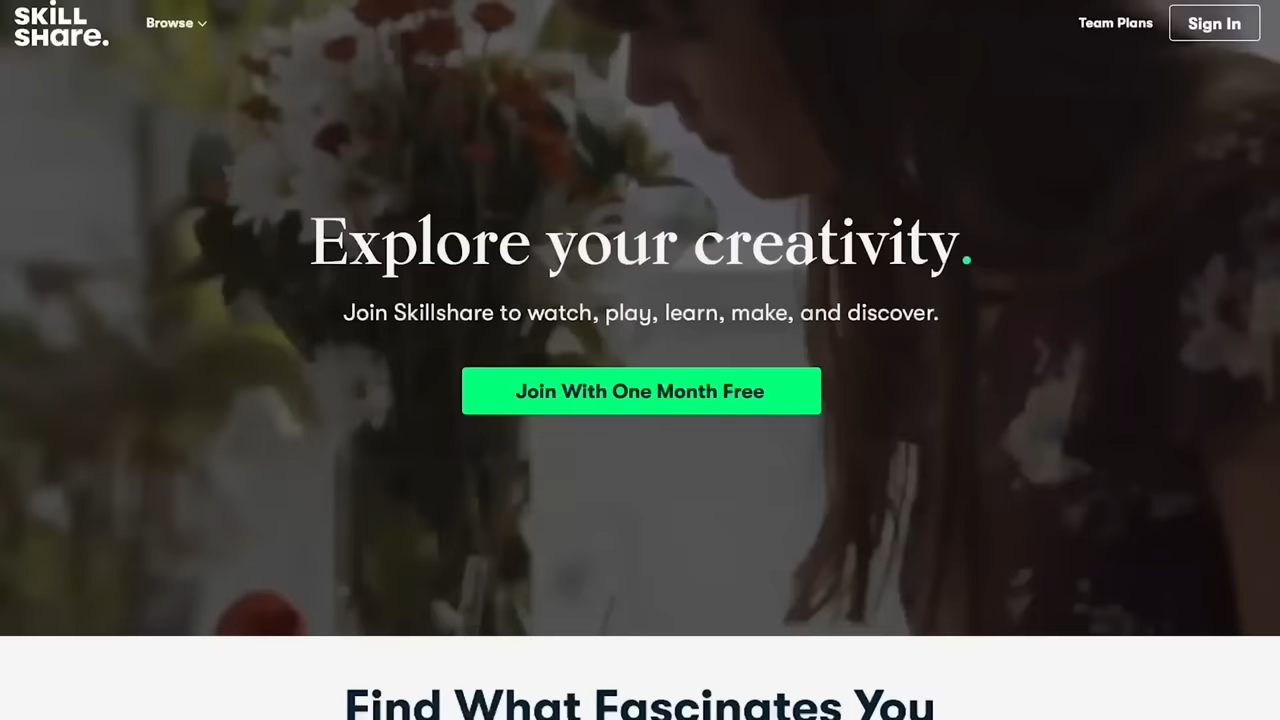 SKILL
SHare.
Browse
Team Plans
Sign In
Explore your creativity.
Join Skillshare to watch, play, learn, make, and discover.
Join With One Month Free
Find What Fascinates You